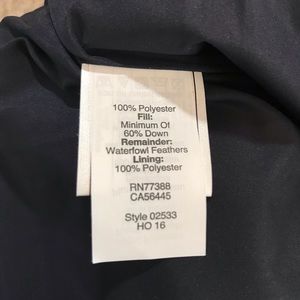 100% Polyester
Fill:
Minimum Of
60% Down
Remainder:
Waterfowl Feathers
Lining:
100% Polyester
RN77388
CA56445
Style 02533
HO 16